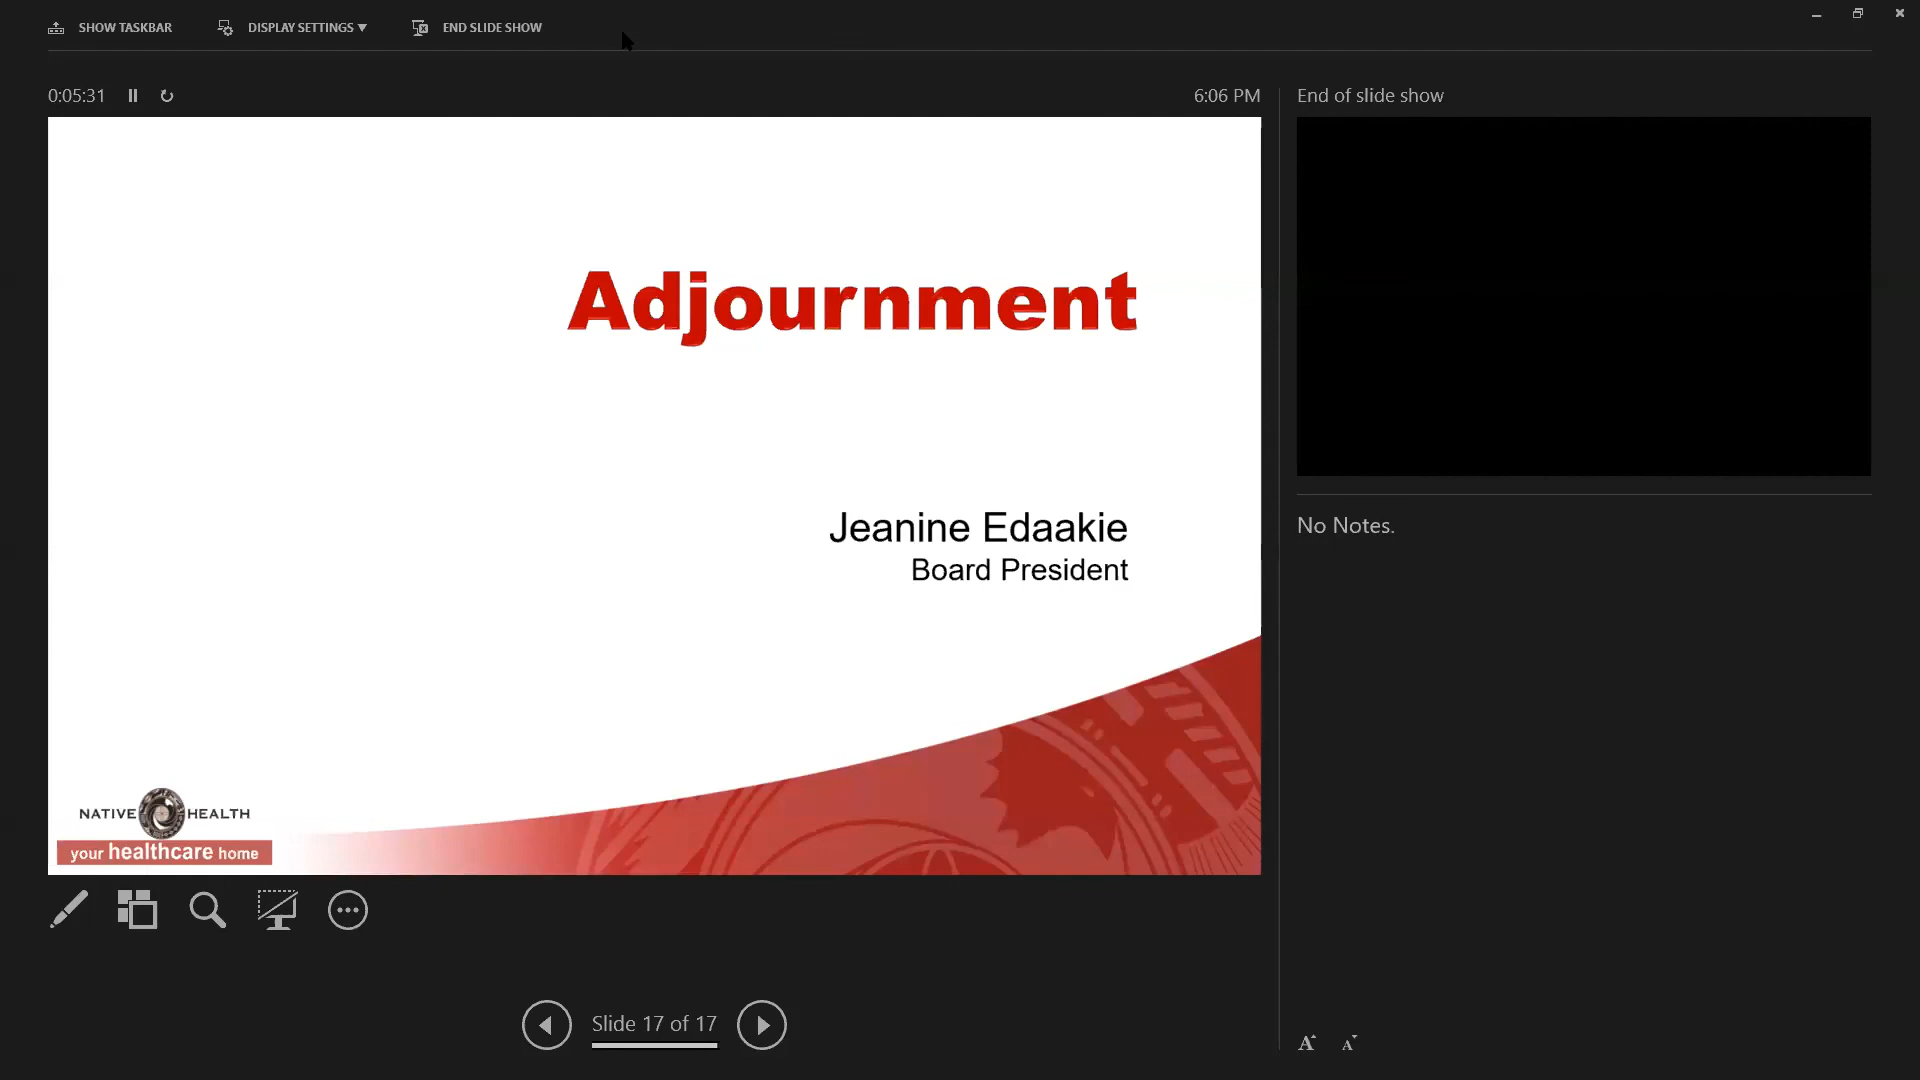 SHOW TASKBAR
DISPLAY SETTINGS ▼
END SLIDE SHOW
0:05:31
6:06 PM
End of slide show
Adjournment
Jeanine Edaakie
Board President
NATIVE HEALTH
your healthcare home
No Notes.
Slide 17 of 17
A A